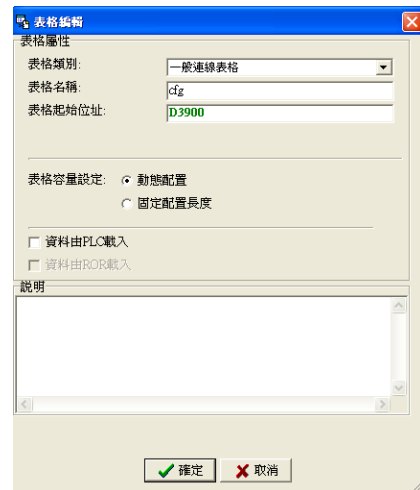 表格編輯
表格屬性
表格類別: 一般連線表格
表格名稱: cfg
表格起始位址: D3900
表格容量設定: 動態配置
固定配置長度
資料由PLC載入
資料由ROR載入
說明
確定 取消